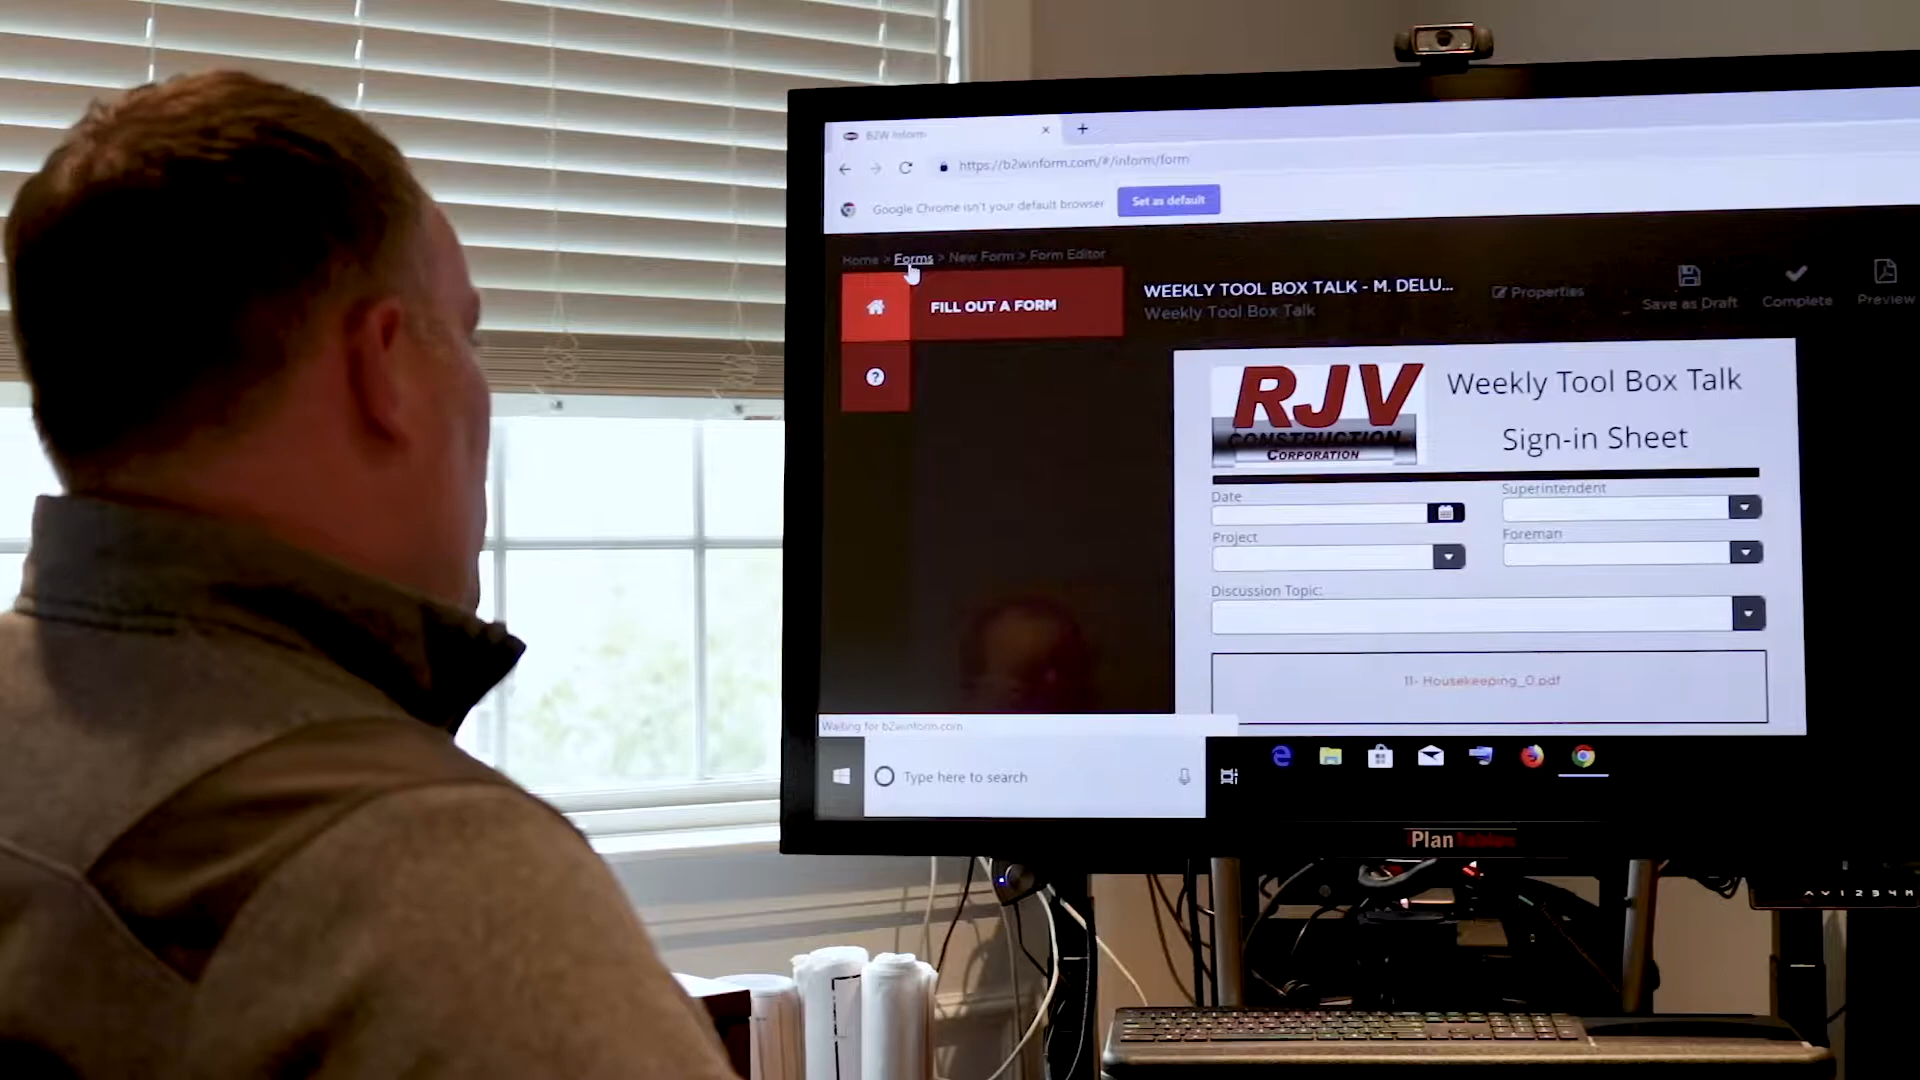 B2W Inform
https://b2winform.com/#/inform/form
Google Chrome isn't your default browser
Set as default
Home > Forms > New Form > Form Editor
FILL OUT A FORM
WEEKLY TOOL BOX TALK - M. DELU...
Weekly Tool Box Talk
Properties
Save as Draft
Complete
Preview
RJV
CONSTRUCTION
CORPORATION
Weekly Tool Box Talk
Sign-in Sheet
Date
Superintendent
Project
Foreman
Discussion Topic:
11- Housekeeping_0.pdf
Waiting for b2winform.com
Type here to search
iPlanTables